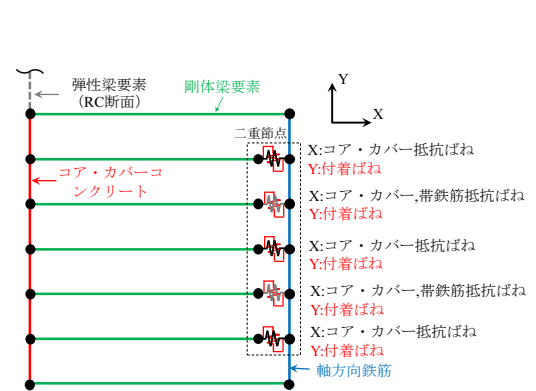 弾性梁要素
（RC断面）
剛体梁要素
Y
X
二重節点
X:コア・カバー抵抗ばね
Y:付着ばね
コア・カバーコ
ンクリート
X:コア・カバー,帯鉄筋抵抗ばね
Y:付着ばね
X:コア・カバー抵抗ばね
Y:付着ばね
X:コア・カバー,帯鉄筋抵抗ばね
Y:付着ばね
X:コア・カバー抵抗ばね
Y:付着ばね
軸方向鉄筋